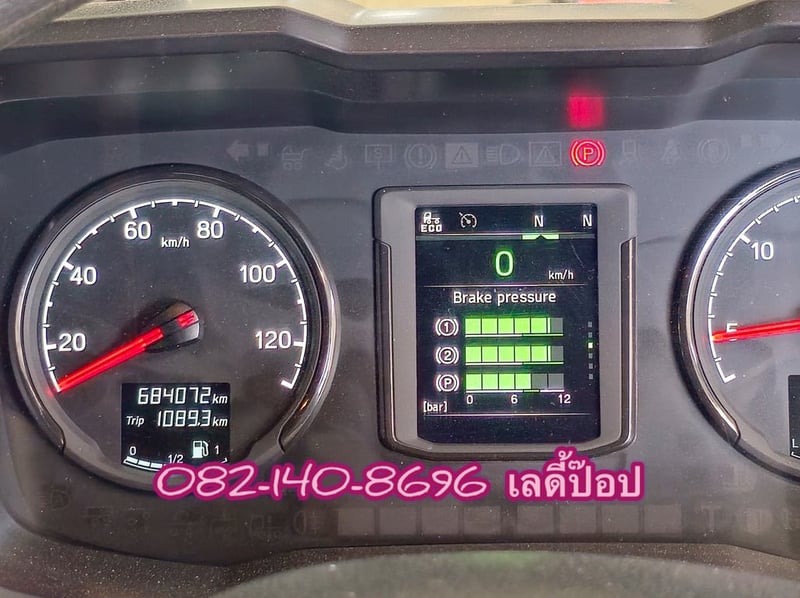 60 80
km/h
40 100
20 120
684072 km
Trip 1089.3 km
0 1/2 1
ECO N N
0 km/h
Brake pressure
1
2
P
0 6 12
[bar]
P
10
5
L
082-140-8696 เลดี้ป๊อป